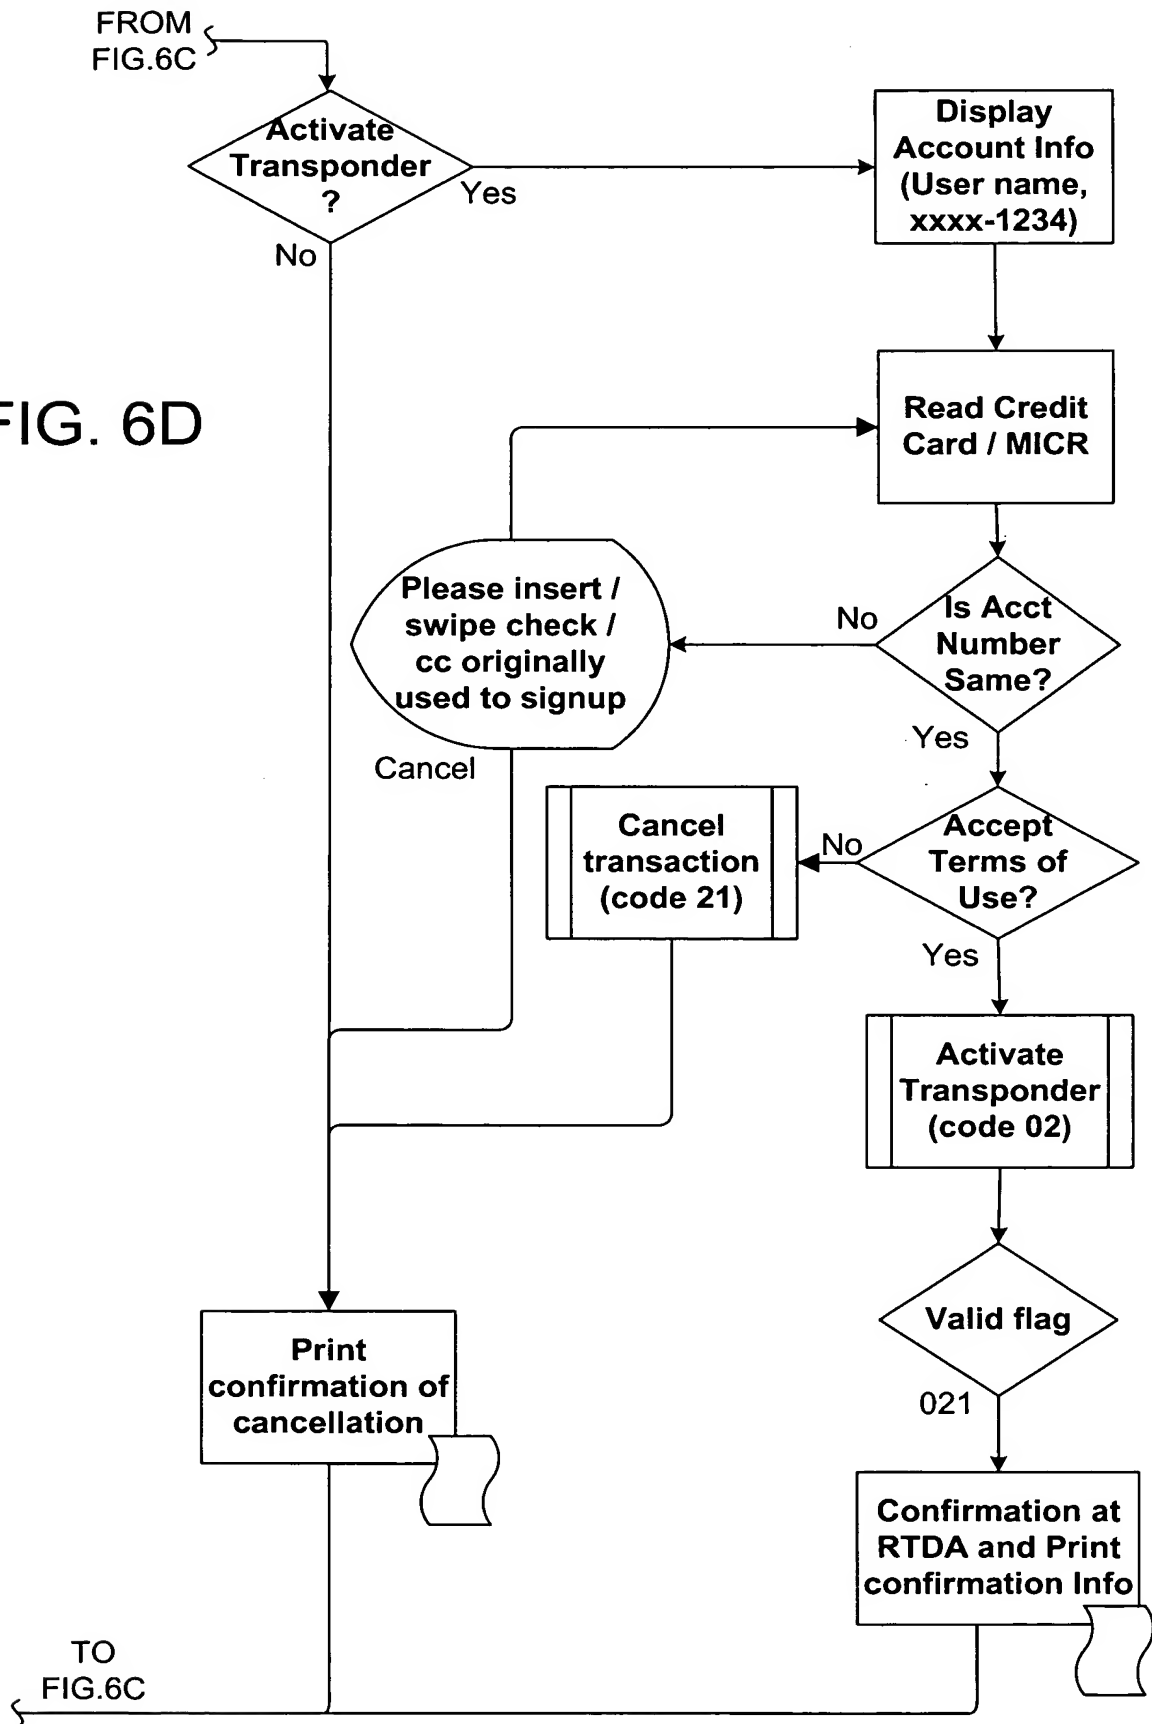 FROM
FIG.6C
Activate
Transponder
?
Yes
No
Display
Account Info
(User name,
xxxx-1234)
FIG. 6D
Read Credit
Card / MICR
Please insert /
swipe check /
cc originally
used to signup
No
Is Acct
Number
Same?
Yes
Cancel
Cancel
transaction
(code 21)
No
Accept
Terms of
Use?
Yes
Activate
Transponder
(code 02)
Valid flag
021
Print
confirmation of
cancellation
Confirmation at
RTDA and Print
confirmation Info
TO
FIG.6C